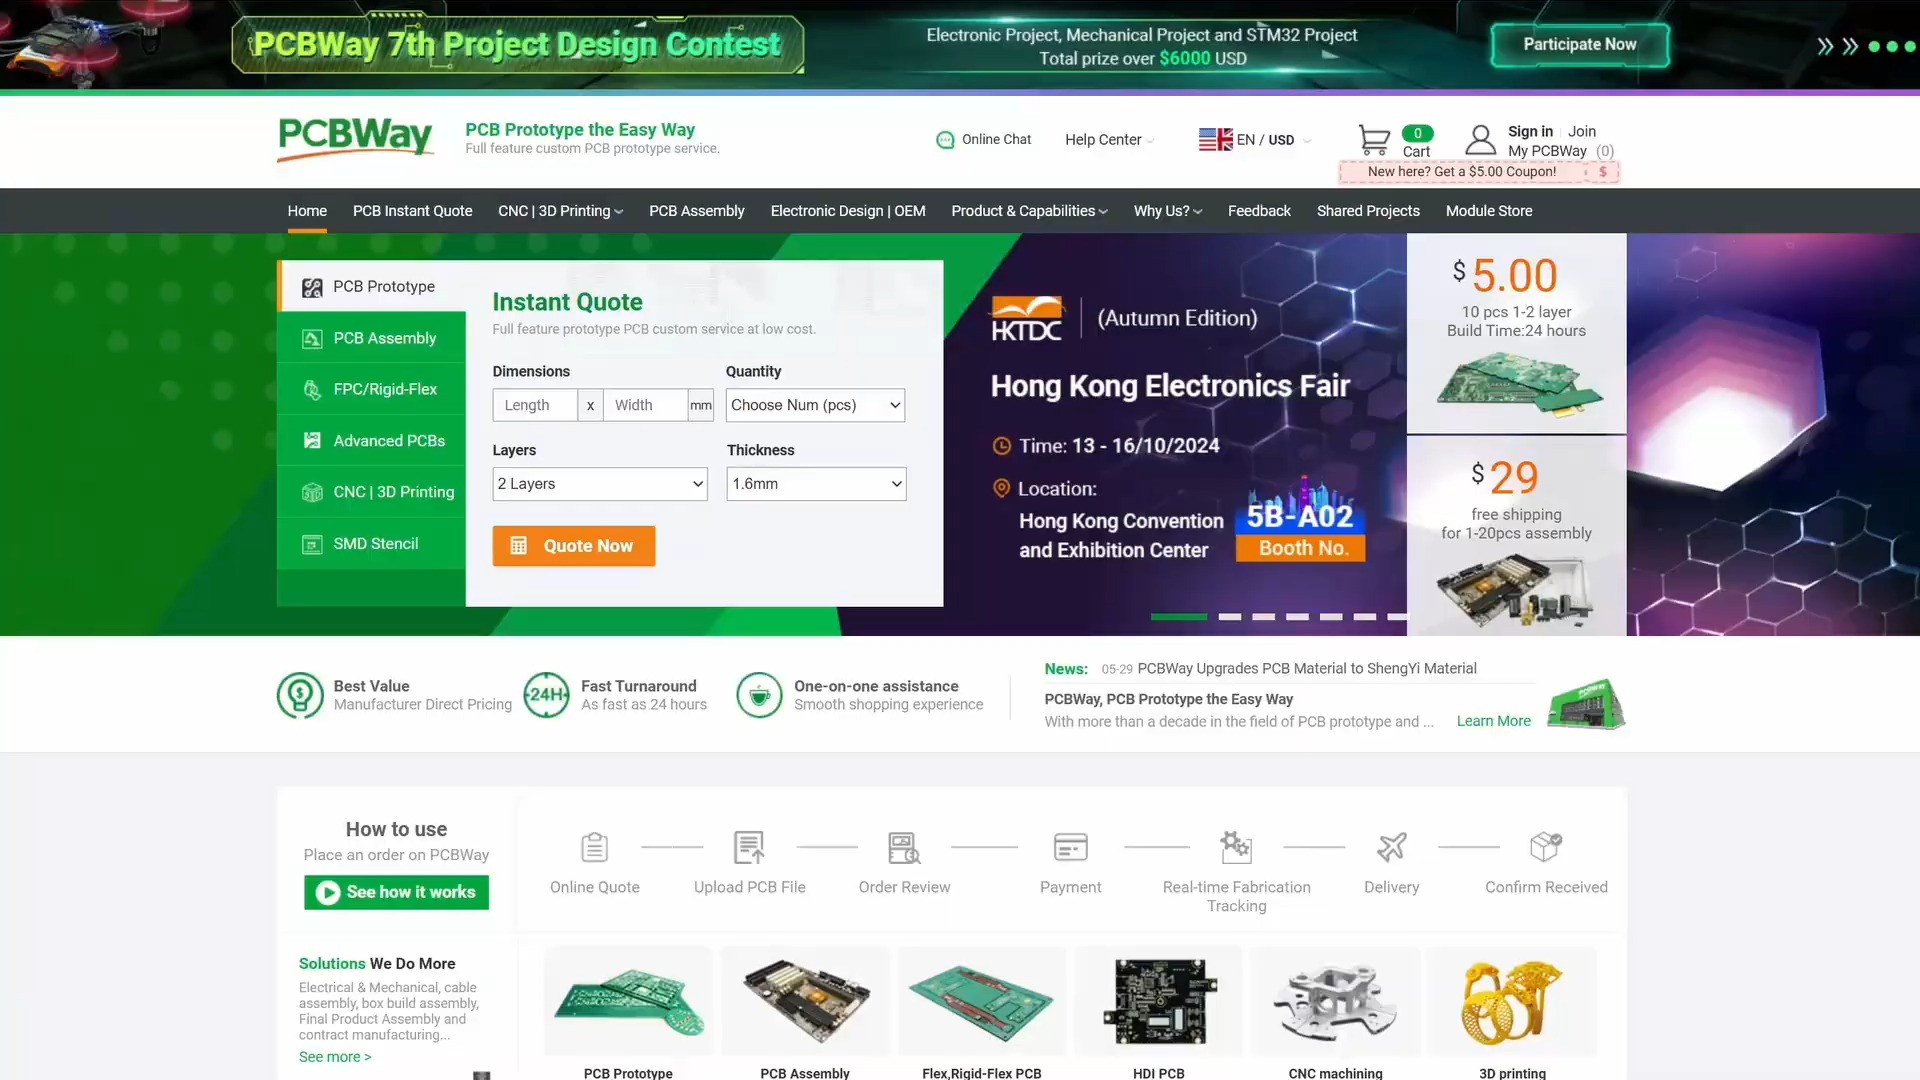 PCBWay 7th Project Design Contest
Electronic Project, Mechanical Project and STM32 Project
Total prize over $6000 USD
Participate Now
PCBWay
PCB Prototype the Easy Way
Full feature custom PCB prototype service.
Online Chat
Help Center
EN / USD
0
Cart
Sign in
Join
My PCBWay (0)
New here? Get a $5.00 Coupon! $
Home
PCB Instant Quote
CNC | 3D Printing
PCB Assembly
Electronic Design | OEM
Product & Capabilities
Why Us?
Feedback
Shared Projects
Module Store
PCB Prototype
PCB Assembly
FPC/Rigid-Flex
Advanced PCBs
CNC | 3D Printing
SMD Stencil
Instant Quote
Full feature prototype PCB custom service at low cost.
Dimensions
Quantity
Length x Width mm
Choose Num (pcs)
Layers
Thickness
2 Layers
1.6mm
Quote Now
HKTDC
(Autumn Edition)
Hong Kong Electronics Fair
Time: 13 - 16/10/2024
Location:
Hong Kong Convention
and Exhibition Center
5B-A02
Booth No.
$ 5.00
10 pcs 1-2 layer
Build Time:24 hours
$ 29
free shipping
for 1-20pcs assembly
Best Value
Manufacturer Direct Pricing
24H
Fast Turnaround
As fast as 24 hours
One-on-one assistance
Smooth shopping experience
News: 05-29 PCBWay Upgrades PCB Material to ShengYi Material
PCBWay, PCB Prototype the Easy Way
With more than a decade in the field of PCB prototype and ...
Learn More
How to use
Place an order on PCBWay
See how it works
Online Quote
Upload PCB File
Order Review
Payment
Real-time Fabrication
Tracking
Delivery
Confirm Received
Solutions We Do More
Electrical & Mechanical, cable
assembly, box build assembly,
Final Product Assembly and
contract manufacturing...
See more >
PCB Prototype
PCB Assembly
Flex,Rigid-Flex PCB
HDI PCB
CNC machining
3D printing